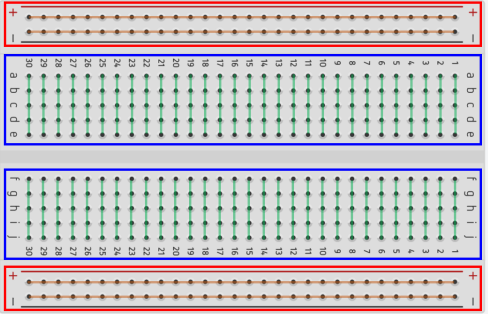 + +
− −
30 29 28 27 26 25 24 23 22 21 20 19 18 17 16 15 14 13 12 11 10 9 8 7 6 5 4 3 2 1
a a
b b
c c
d d
e e
f f
g g
h h
i i
j j
30 29 28 27 26 25 24 23 22 21 20 19 18 17 16 15 14 13 12 11 10 9 8 7 6 5 4 3 2 1
+ +
− −